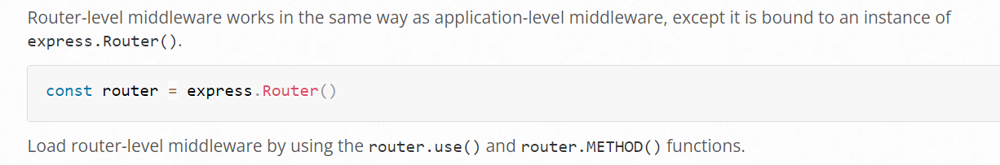 Router-level middleware works in the same way as application-level middleware, except it is bound to an instance of
express.Router().
const router = express.Router()
Load router-level middleware by using the router.use() and router.METHOD() functions.